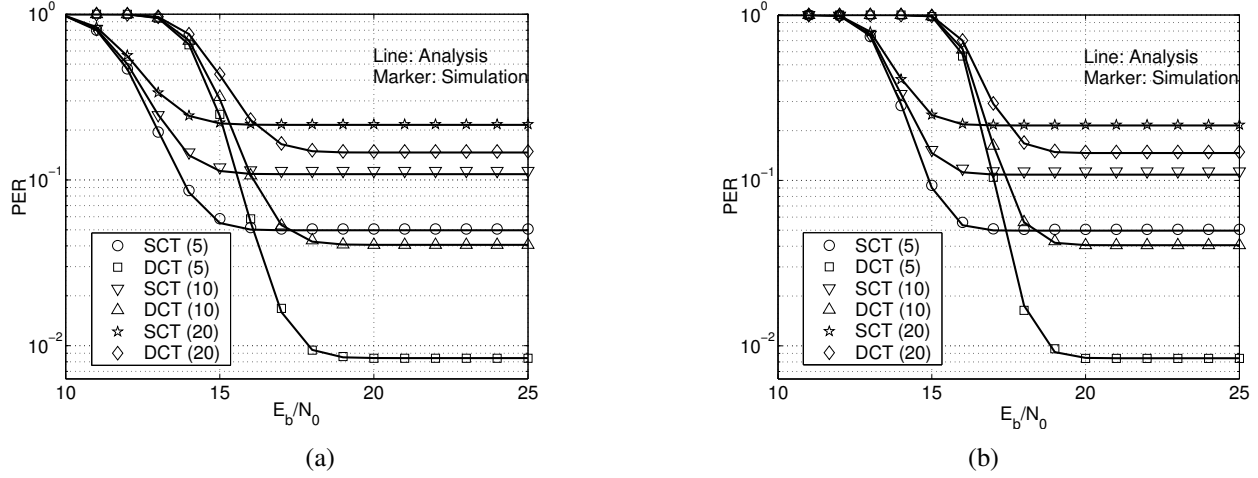 10^0
10^-1
10^-2
PER
Line: Analysis
Marker: Simulation
SCT (5)
DCT (5)
SCT (10)
DCT (10)
SCT (20)
DCT (20)
10 15 20 25
E_b/N_0
(a)
10^0
10^-1
10^-2
PER
Line: Analysis
Marker: Simulation
SCT (5)
DCT (5)
SCT (10)
DCT (10)
SCT (20)
DCT (20)
10 15 20 25
E_b/N_0
(b)